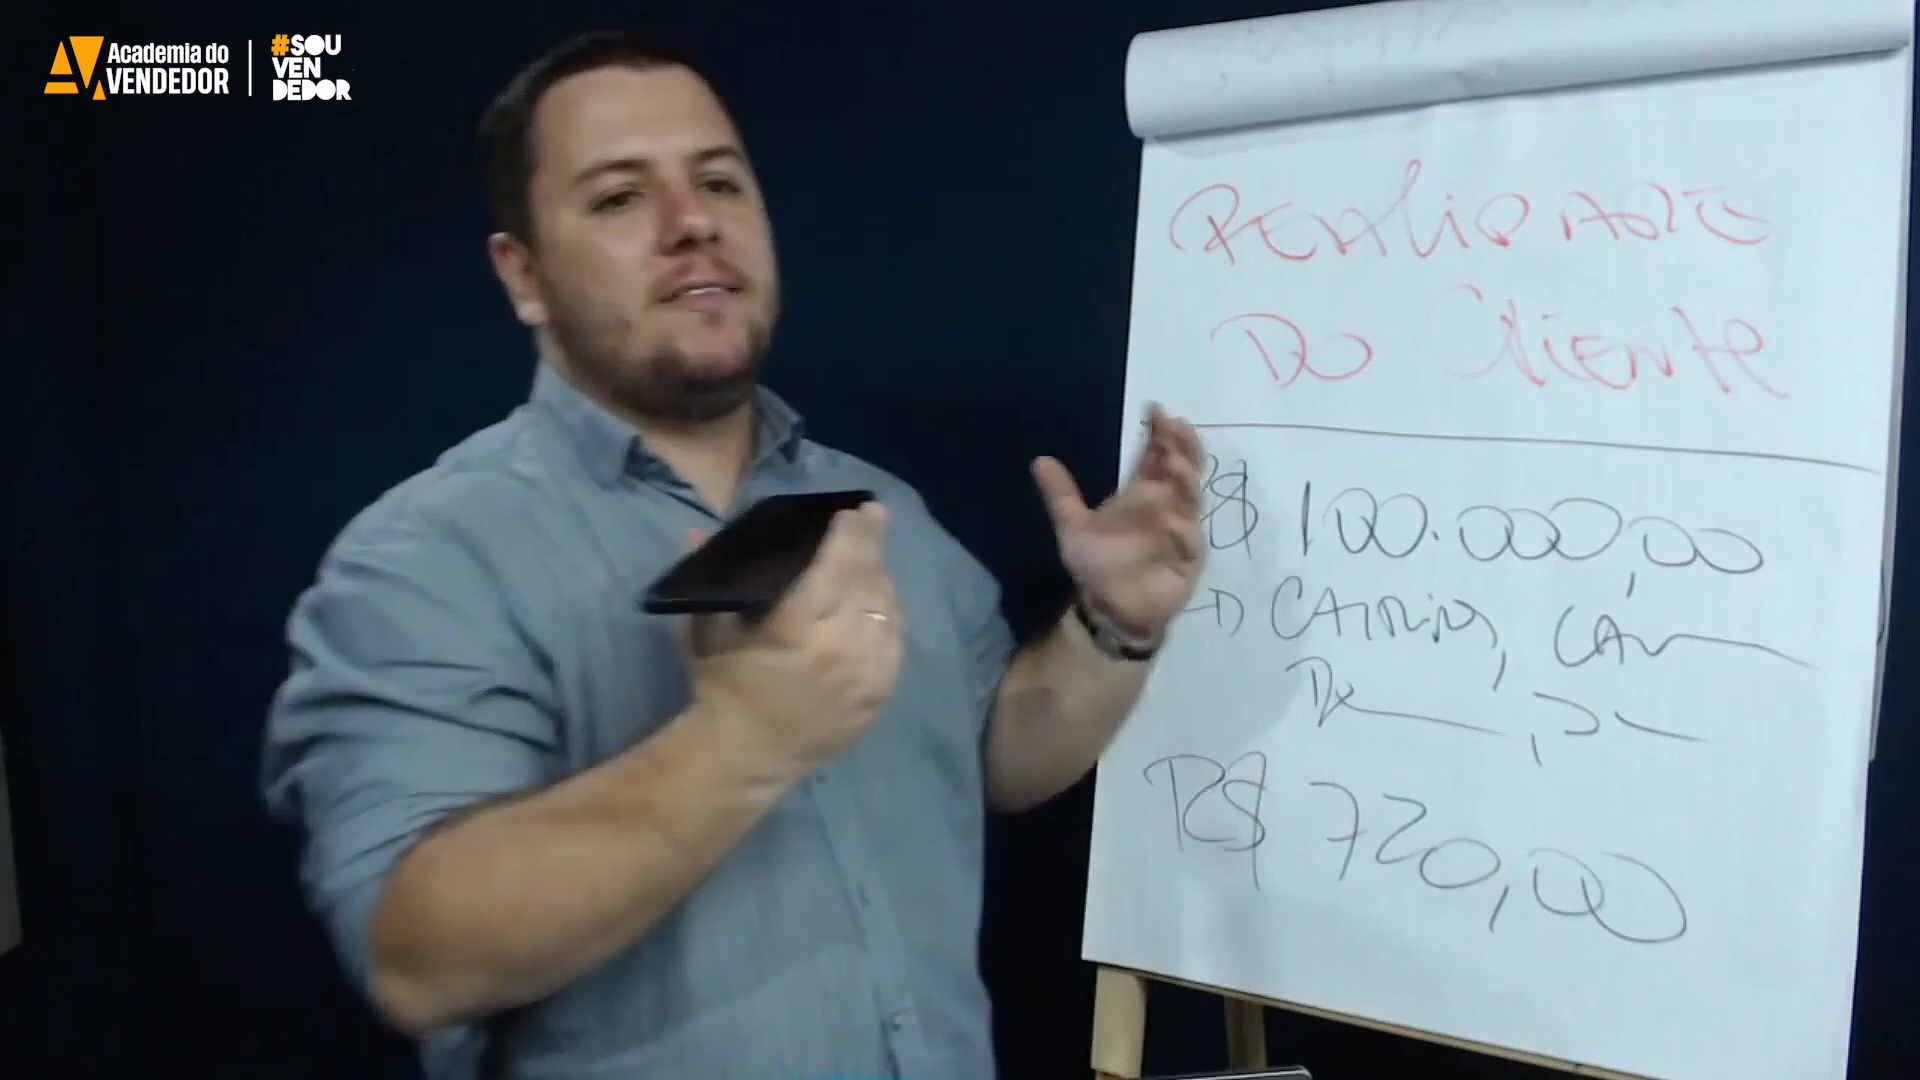 Academia do
VENDEDOR
#SOU
VEN
DEDOR
REALIDADE
DO CLIENTE
R$ 100.000,00
R$ 720,00